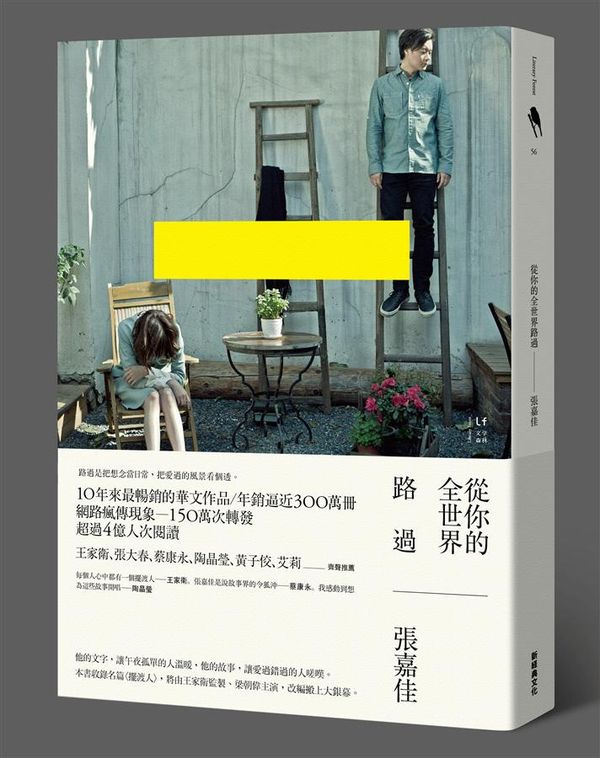 Lf
文學
森林
路過是把想念當日常、把愛過的風景看個透。
10年來最暢銷的華文作品/年銷逼近300萬冊
網路瘋傳現象—150萬次轉發
超過4億人次閱讀
王家衛、張大春、蔡康永、陶晶瑩、黃子佼、艾莉——齊聲推薦
每個人心中都有一個擺渡人——王家衛。張嘉佳是說故事界的令狐沖——蔡康永。我感動到想
為這些故事開唱——陶晶瑩
他的文字，讓午夜孤單的人溫暖，他的故事，讓愛過錯過的人嗟嘆。
本書收錄名篇〈擺渡人〉，將由王家衛監製、梁朝偉主演，改編搬上大銀幕。
從你的
全世界
路過
張嘉佳
Literary Forest
56
從你的全世界路過——張嘉佳
新經典文化